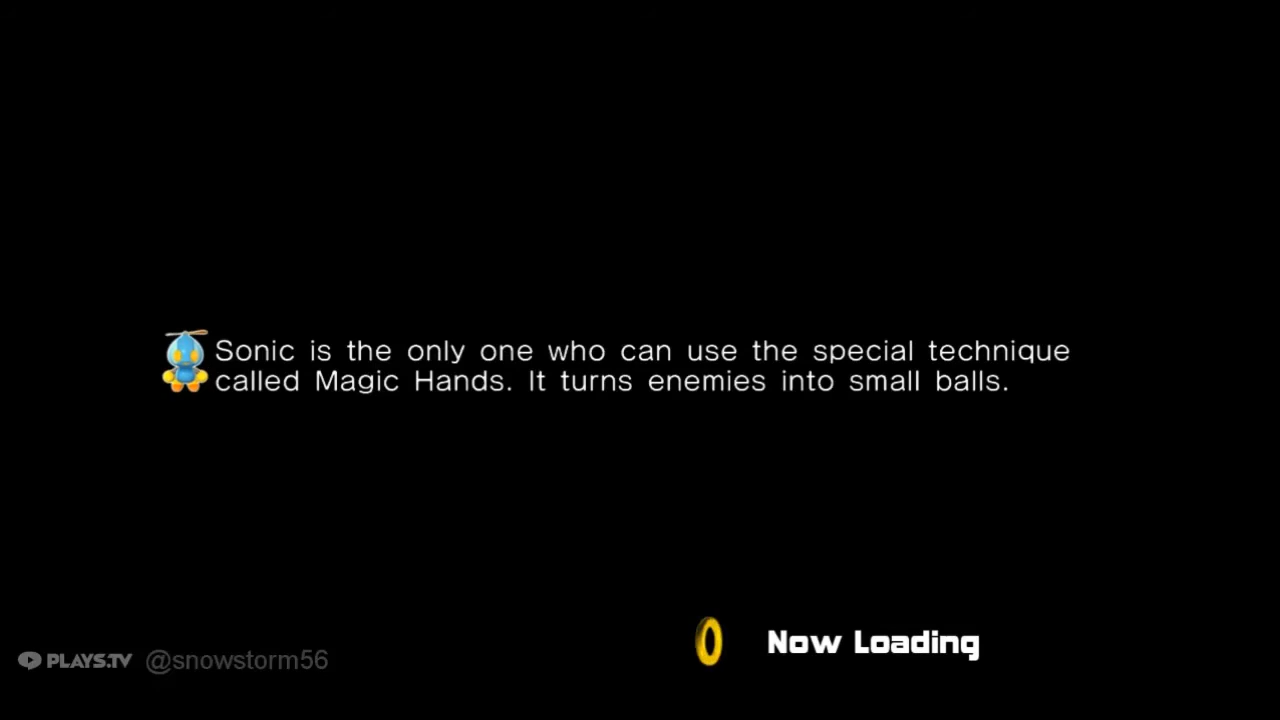 Sonic is the only one who can use the special technique
called Magic Hands. It turns enemies into small balls.
Now Loading
PLAYS.TV @snowstorm56